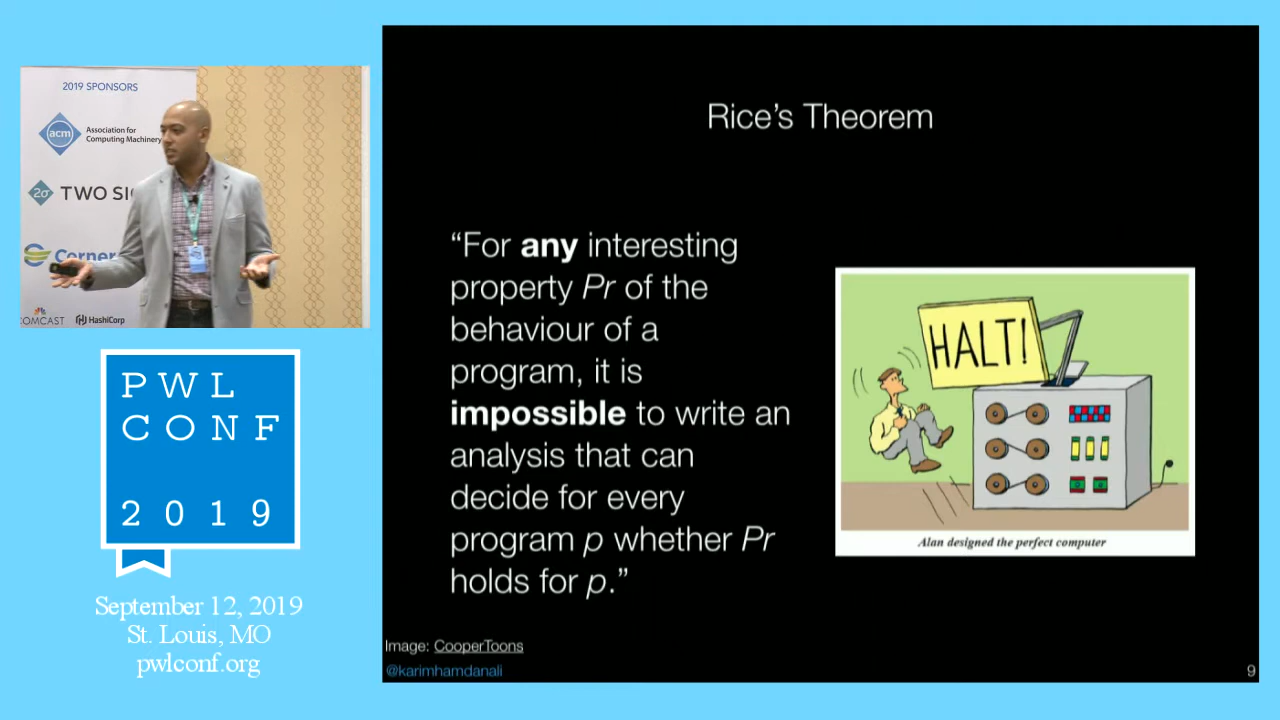 2019 SPONSORS
acm
Association for
Computing Machinery
2σ TWO SI
Corner
COMCAST
HashiCorp
PWL
CONF
2019
September 12, 2019
St. Louis, MO
pwlconf.org
Rice's Theorem
“For any interesting
property Pr of the
behaviour of a
program, it is
impossible to write an
analysis that can
decide for every
program p whether Pr
holds for p.”
HALT!
Alan designed the perfect computer
Image: CooperToons
@karimhamdanali
9